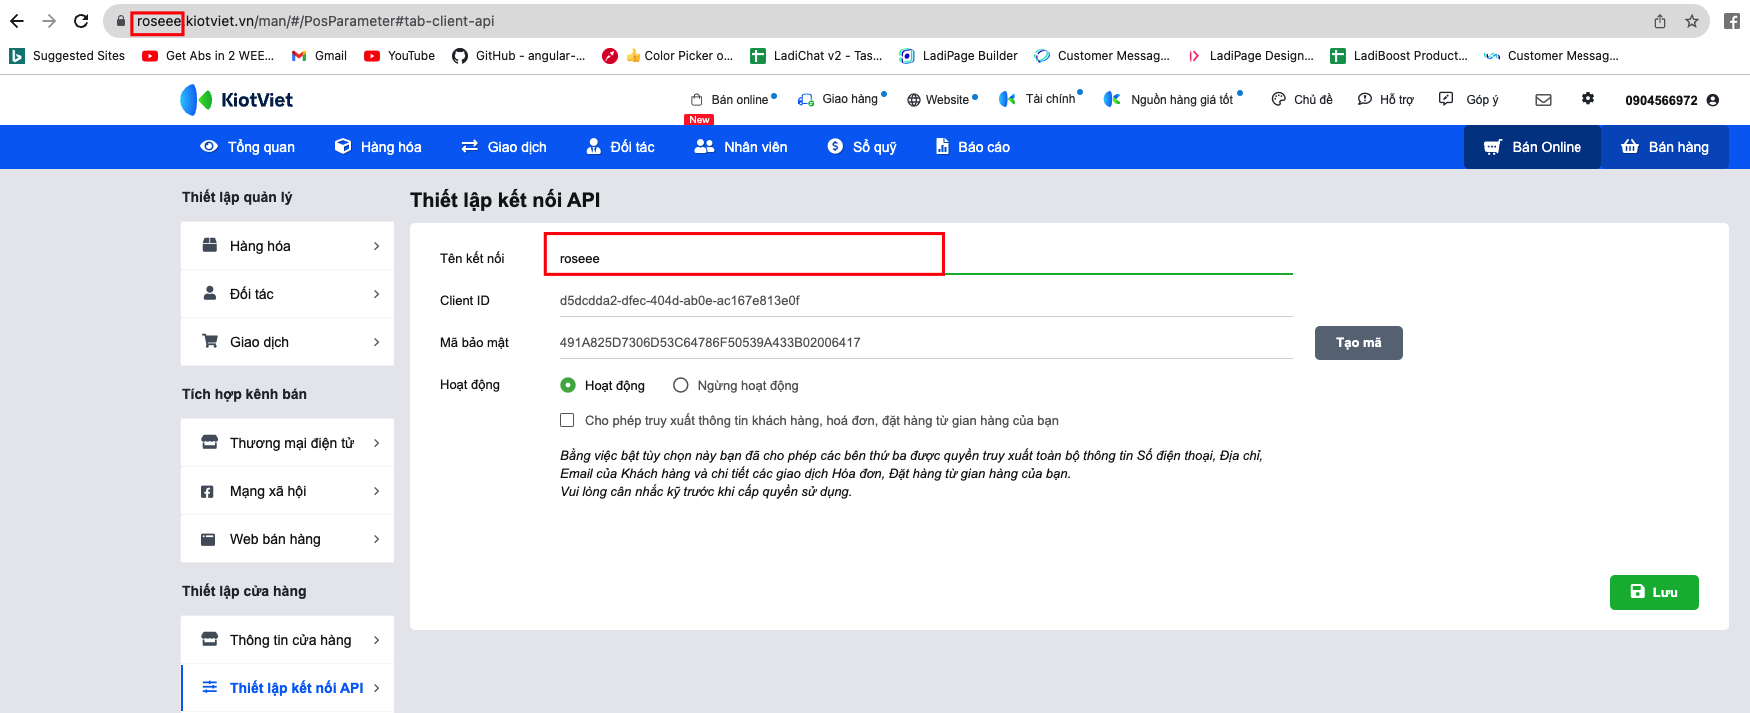 roseee.kiotviet.vn/man/#/PosParameter#tab-client-api
Suggested Sites
Get Abs in 2 WEE...
Gmail
YouTube
GitHub - angular-...
👍 Color Picker o...
LadiChat v2 - Tas...
LadiPage Builder
Customer Messag...
LadiPage Design...
LadiBoost Product...
Customer Messag...
KiotViet
Bán online
New
Giao hàng
Website
Tài chính
Nguồn hàng giá tốt
Chủ đề
Hỗ trợ
Góp ý
0904566972
Tổng quan
Hàng hóa
Giao dịch
Đối tác
Nhân viên
Sổ quỹ
Báo cáo
Bán Online
Bán hàng
Thiết lập quản lý
Hàng hóa
Đối tác
Giao dịch
Tích hợp kênh bán
Thương mại điện tử
Mạng xã hội
Web bán hàng
Thiết lập cửa hàng
Thông tin cửa hàng
Thiết lập kết nối API
Thiết lập kết nối API
Tên kết nối
roseee
Client ID
d5dcdda2-dfec-404d-ab0e-ac167e813e0f
Mã bảo mật
491A825D7306D53C64786F50539A433B02006417
Tạo mã
Hoạt động
Hoạt động
Ngừng hoạt động
Cho phép truy xuất thông tin khách hàng, hoá đơn, đặt hàng từ gian hàng của bạn
Bằng việc bật tùy chọn này bạn đã cho phép các bên thứ ba được quyền truy xuất toàn bộ thông tin Số điện thoại, Địa chỉ,
Email của Khách hàng và chi tiết các giao dịch Hóa đơn, Đặt hàng từ gian hàng của bạn.
Vui lòng cân nhắc kỹ trước khi cấp quyền sử dụng.
Lưu